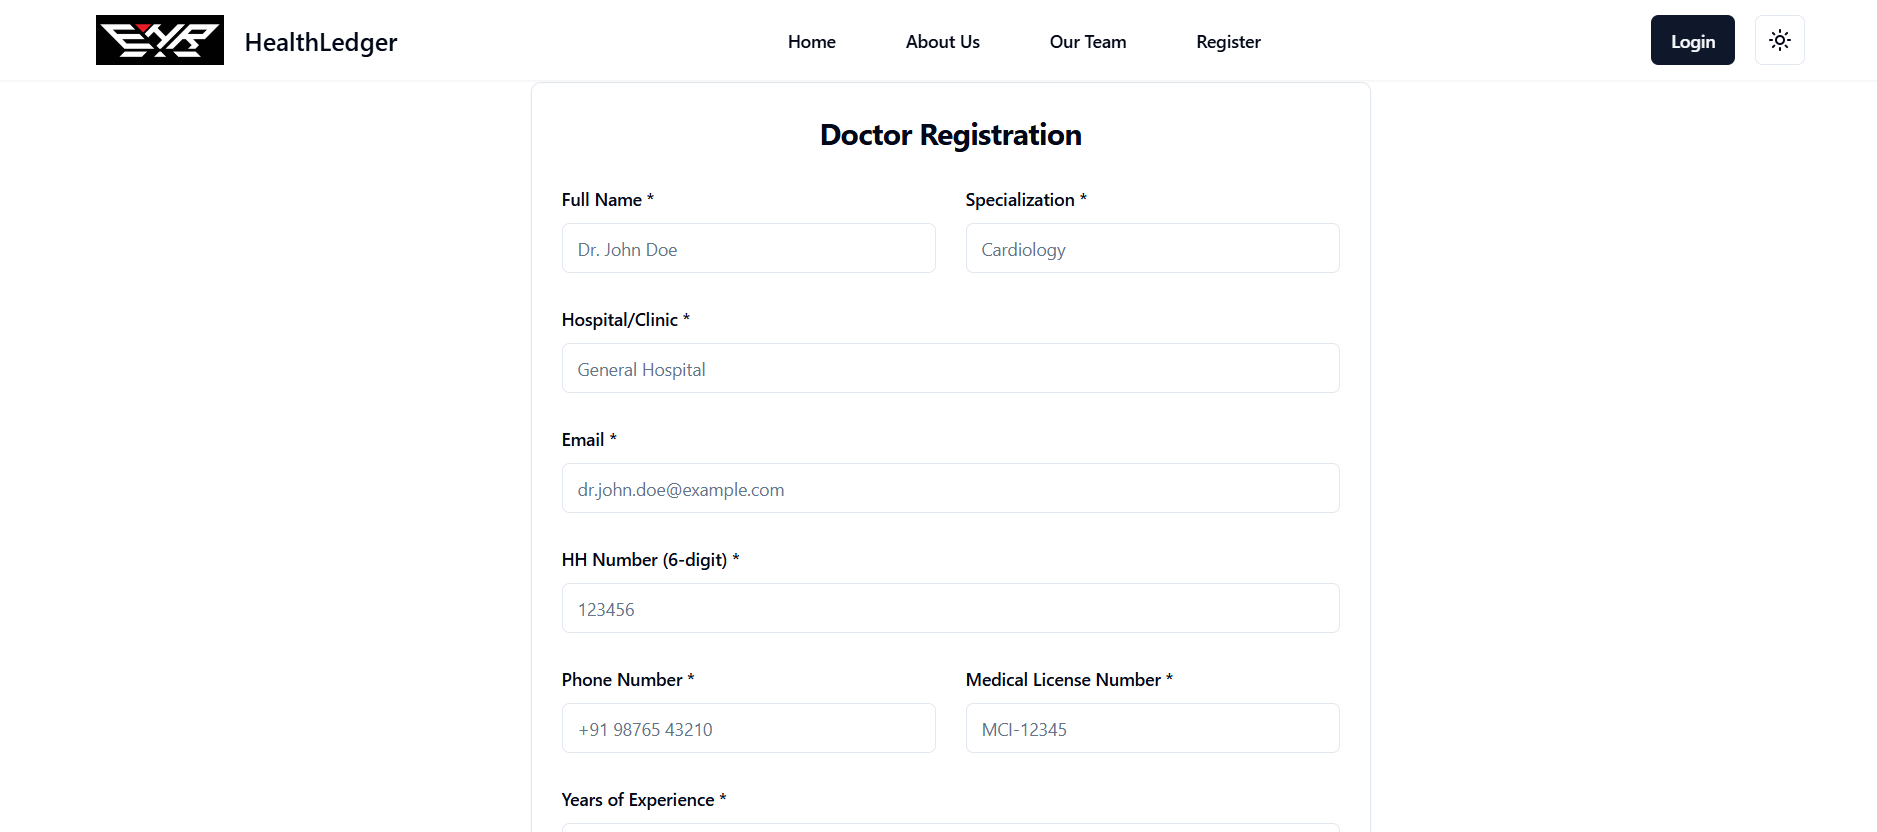 EHR
HealthLedger
Home
About Us
Our Team
Register
Login
Doctor Registration
Full Name *
Specialization *
Dr. John Doe
Cardiology
Hospital/Clinic *
General Hospital
Email *
dr.john.doe@example.com
HH Number (6-digit) *
123456
Phone Number *
Medical License Number *
+91 98765 43210
MCI-12345
Years of Experience *